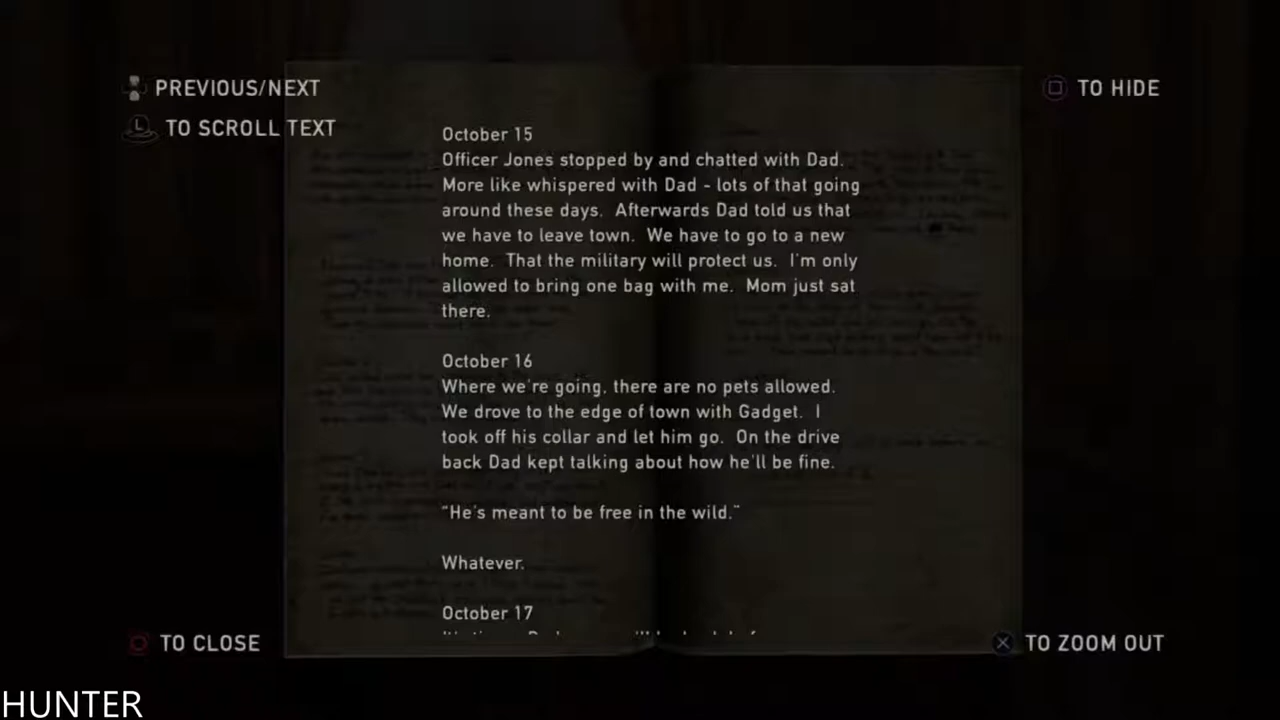 PREVIOUS/NEXT
TO HIDE
L TO SCROLL TEXT
October 15
Officer Jones stopped by and chatted with Dad.
More like whispered with Dad - lots of that going
around these days.  Afterwards Dad told us that
we have to leave town.  We have to go to a new
home.  That the military will protect us.  I'm only
allowed to bring one bag with me.  Mom just sat
there.
October 16
Where we're going, there are no pets allowed.
We drove to the edge of town with Gadget.  I
took off his collar and let him go.  On the drive
back Dad kept talking about how he'll be fine.
"He's meant to be free in the wild."
Whatever.
October 17
TO CLOSE
TO ZOOM OUT
HUNTER